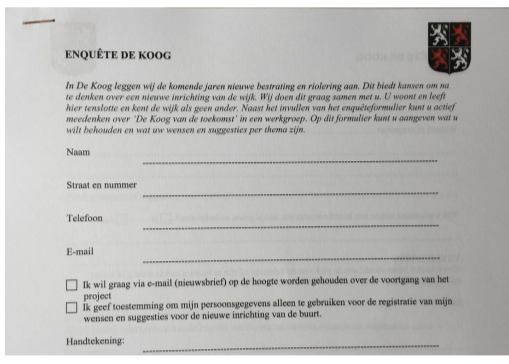 ENQUÊTE DE KOOG
In De Koog leggen wij de komende jaren nieuwe bestrating en riolering aan. Dit biedt kansen om na
te denken over een nieuwe inrichting van de wijk. Wij doen dit graag samen met u. U woont en leeft
hier tenslotte en kent de wijk als geen ander. Naast het invullen van het enquêteformulier kunt u actief
meedenken over 'De Koog van de toekomst' in een werkgroep. Op dit formulier kunt u aangeven wat u
wilt behouden en wat uw wensen en suggesties per thema zijn.
Naam
Straat en nummer
Telefoon
E-mail
Ik wil graag via e-mail (nieuwsbrief) op de hoogte worden gehouden over de voortgang van het
project
Ik geef toestemming om mijn persoonsgegevens alleen te gebruiken voor de registratie van mijn
wensen en suggesties voor de nieuwe inrichting van de buurt.
Handtekening: